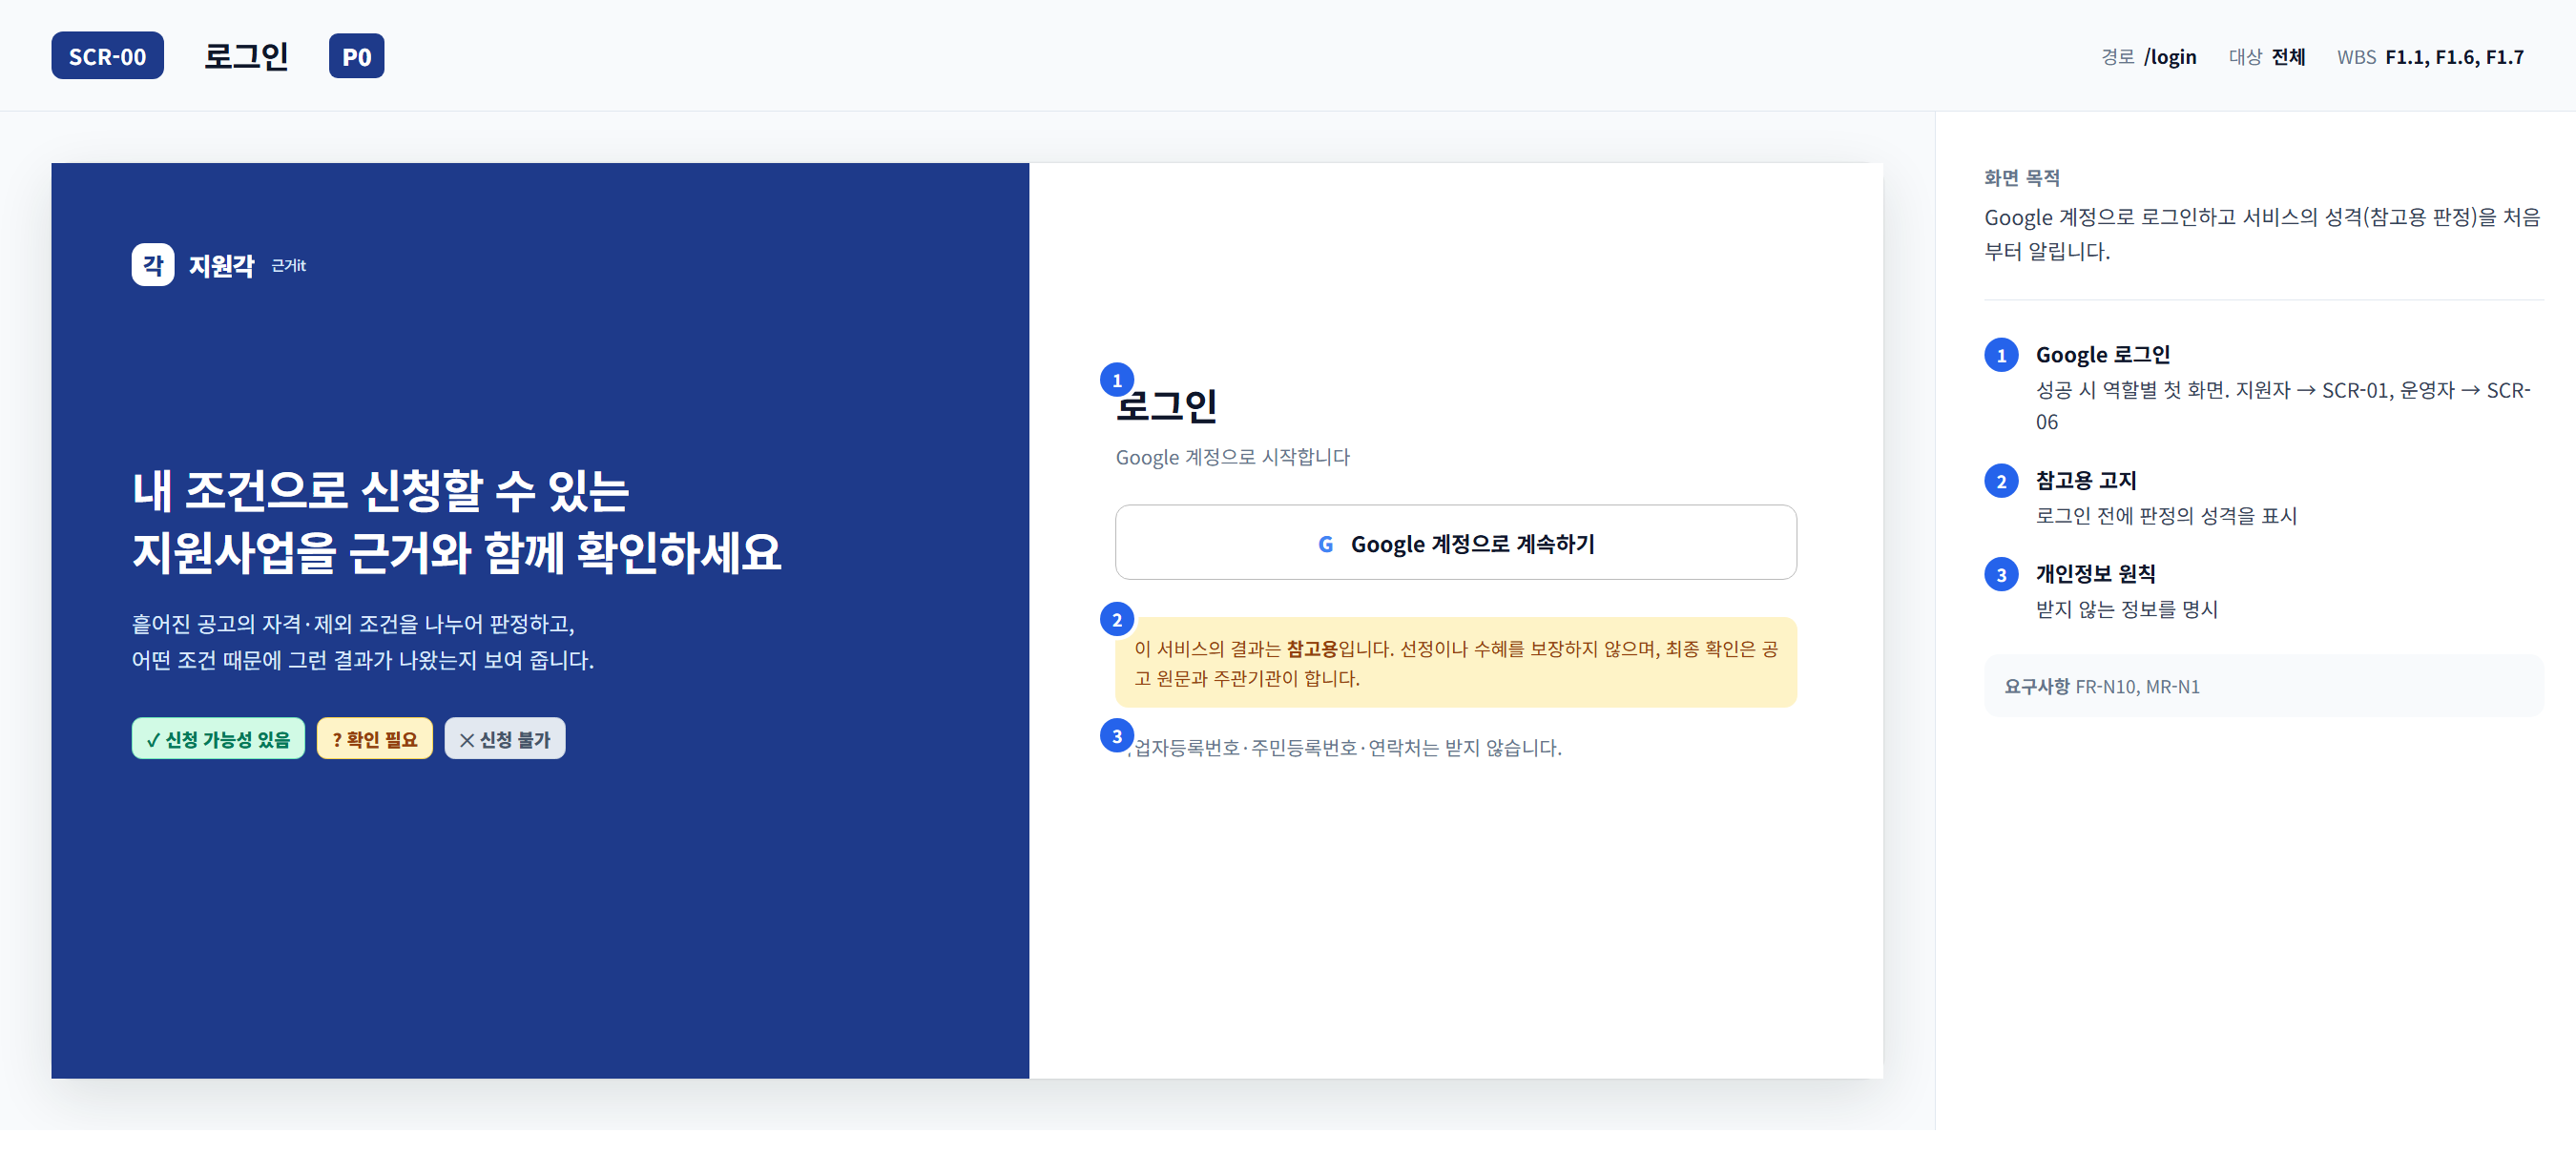 SCR-00 로그인 P0
경로 /login 대상 전체 WBS F1.1, F1.6, F1.7
각 지원각 근거it
내 조건으로 신청할 수 있는
지원사업을 근거와 함께 확인하세요
흩어진 공고의 자격·제외 조건을 나누어 판정하고,
어떤 조건 때문에 그런 결과가 나왔는지 보여 줍니다.
✓ 신청 가능성 있음 ? 확인 필요 ✕ 신청 불가
1
로그인
Google 계정으로 시작합니다
G Google 계정으로 계속하기
2
이 서비스의 결과는 참고용입니다. 선정이나 수혜를 보장하지 않으며, 최종 확인은 공
고 원문과 주관기관이 합니다.
3
업자등록번호·주민등록번호·연락처는 받지 않습니다.
화면 목적
Google 계정으로 로그인하고 서비스의 성격(참고용 판정)을 처음
부터 알립니다.
1 Google 로그인
성공 시 역할별 첫 화면. 지원자 → SCR-01, 운영자 → SCR-
06
2 참고용 고지
로그인 전에 판정의 성격을 표시
3 개인정보 원칙
받지 않는 정보를 명시
요구사항 FR-N10, MR-N1